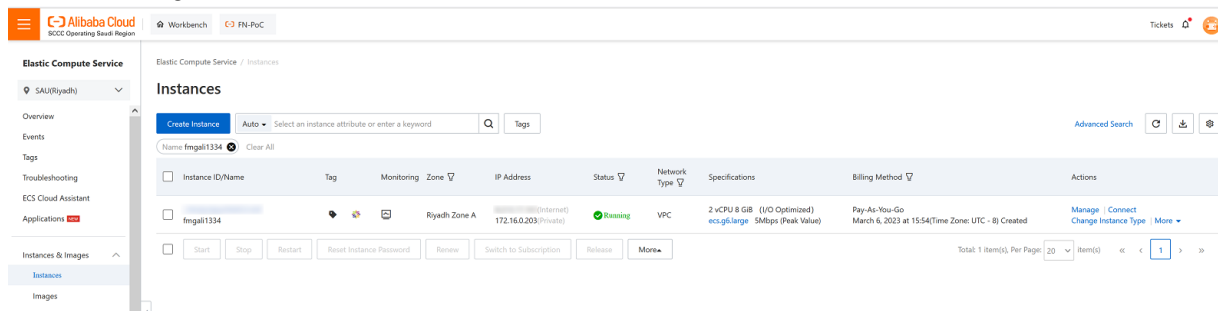 Alibaba Cloud
SCCC Operating Saudi Region
Workbench
FN-PoC
Tickets
Elastic Compute Service
SAU(Riyadh)
Overview
Events
Tags
Troubleshooting
ECS Cloud Assistant
Applications
Instances & Images
Instances
Images
Elastic Compute Service / Instances
Instances
Create Instance Auto Select an instance attribute or enter a keyword Tags Advanced Search
Name fmgali1334 Clear All
Instance ID/Name Tag Monitoring Zone IP Address Status Network Type Specifications Billing Method Actions
fmgali1334
Riyadh Zone A
(Internet)
172.16.0.203(Private)
Running
VPC
2 vCPU 8 GiB (I/O Optimized)
ecs.g6.large 5Mbps (Peak Value)
Pay-As-You-Go
March 6, 2023 at 15:54(Time Zone: UTC - 8) Created
Manage | Connect
Change Instance Type | More
Start Stop Restart Reset Instance Password Renew Switch to Subscription Release More
Total: 1 item(s), Per Page: 20 item(s) « < 1 > »